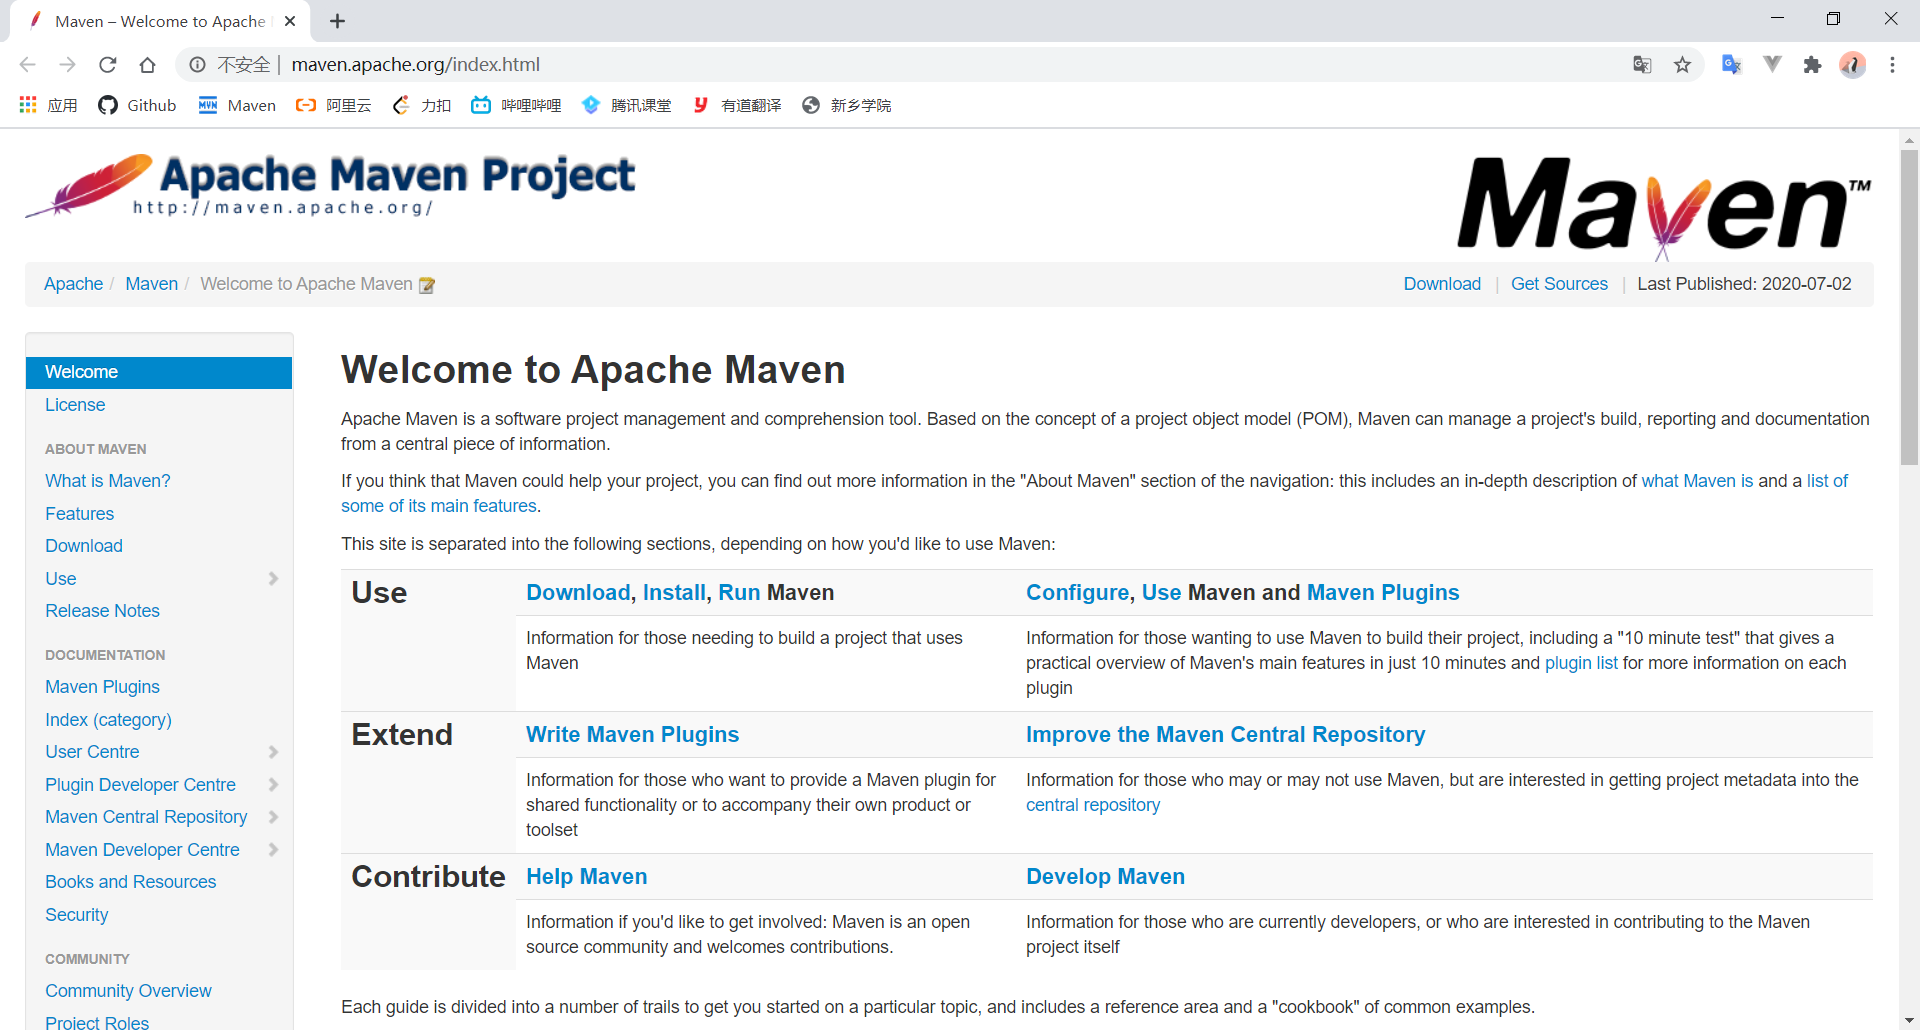 Maven – Welcome to Apache
不安全 | maven.apache.org/index.html
应用 Github Maven 阿里云 力扣 哔哩哔哩 腾讯课堂 有道翻译 新乡学院
Apache Maven Project
http://maven.apache.org/
Maven™
Apache / Maven / Welcome to Apache Maven
Download | Get Sources | Last Published: 2020-07-02
Welcome
License
ABOUT MAVEN
What is Maven?
Features
Download
Use
Release Notes
DOCUMENTATION
Maven Plugins
Index (category)
User Centre
Plugin Developer Centre
Maven Central Repository
Maven Developer Centre
Books and Resources
Security
COMMUNITY
Community Overview
Project Roles
Welcome to Apache Maven
Apache Maven is a software project management and comprehension tool. Based on the concept of a project object model (POM), Maven can manage a project's build, reporting and documentation
from a central piece of information.
If you think that Maven could help your project, you can find out more information in the "About Maven" section of the navigation: this includes an in-depth description of what Maven is and a list of
some of its main features.
This site is separated into the following sections, depending on how you'd like to use Maven:
Use
Download, Install, Run Maven
Information for those needing to build a project that uses
Maven
Configure, Use Maven and Maven Plugins
Information for those wanting to use Maven to build their project, including a "10 minute test" that gives a
practical overview of Maven's main features in just 10 minutes and plugin list for more information on each
plugin
Extend
Write Maven Plugins
Information for those who want to provide a Maven plugin for
shared functionality or to accompany their own product or
toolset
Improve the Maven Central Repository
Information for those who may or may not use Maven, but are interested in getting project metadata into the
central repository
Contribute
Help Maven
Information if you'd like to get involved: Maven is an open
source community and welcomes contributions.
Develop Maven
Information for those who are currently developers, or who are interested in contributing to the Maven
project itself
Each guide is divided into a number of trails to get you started on a particular topic, and includes a reference area and a "cookbook" of common examples.